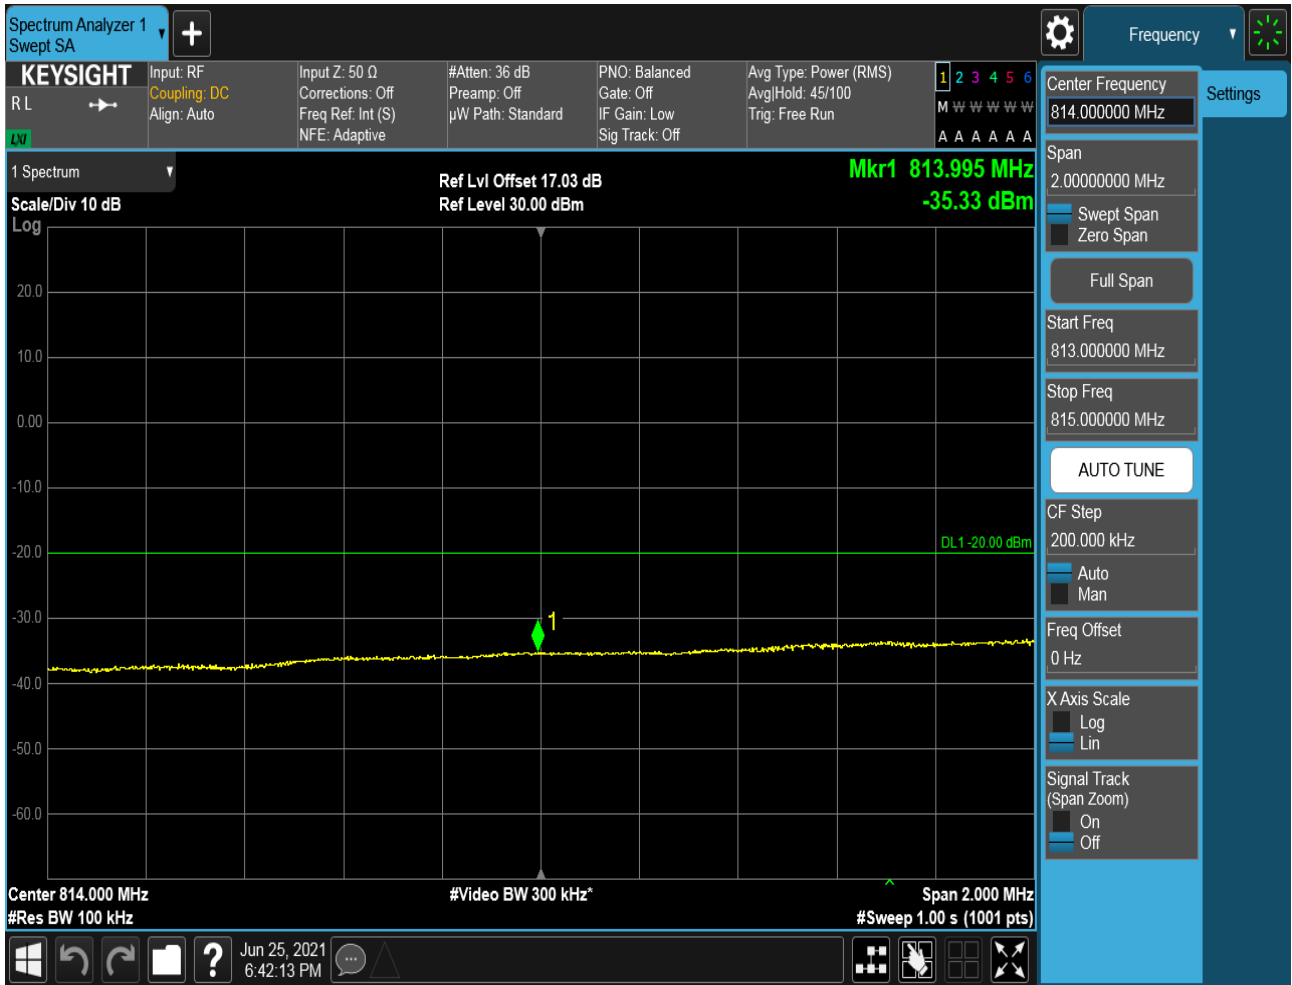 Spectrum Analyzer 1
Swept SA
Frequency
KEYSIGHT
R L
LXI
Input: RF
Coupling: DC
Align: Auto
Input Z: 50 Ω
Corrections: Off
Freq Ref: Int (S)
NFE: Adaptive
#Atten: 36 dB
Preamp: Off
µW Path: Standard
PNO: Balanced
Gate: Off
IF Gain: Low
Sig Track: Off
Avg Type: Power (RMS)
Avg|Hold: 45/100
Trig: Free Run
1 2 3 4 5 6
M W W W W W
A A A A A A
Settings
1 Spectrum
Scale/Div 10 dB
Log
Ref Lvl Offset 17.03 dB
Ref Level 30.00 dBm
Mkr1 813.995 MHz
-35.33 dBm
20.0
10.0
0.00
-10.0
-20.0
DL1 -20.00 dBm
-30.0
1
-40.0
-50.0
-60.0
Center 814.000 MHz
#Res BW 100 kHz
#Video BW 300 kHz*
Span 2.000 MHz
#Sweep 1.00 s (1001 pts)
Center Frequency
814.000000 MHz
Span
2.00000000 MHz
Swept Span
Zero Span
Full Span
Start Freq
813.000000 MHz
Stop Freq
815.000000 MHz
AUTO TUNE
CF Step
200.000 kHz
Auto
Man
Freq Offset
0 Hz
X Axis Scale
Log
Lin
Signal Track
(Span Zoom)
On
Off
?
Jun 25, 2021
6:42:13 PM